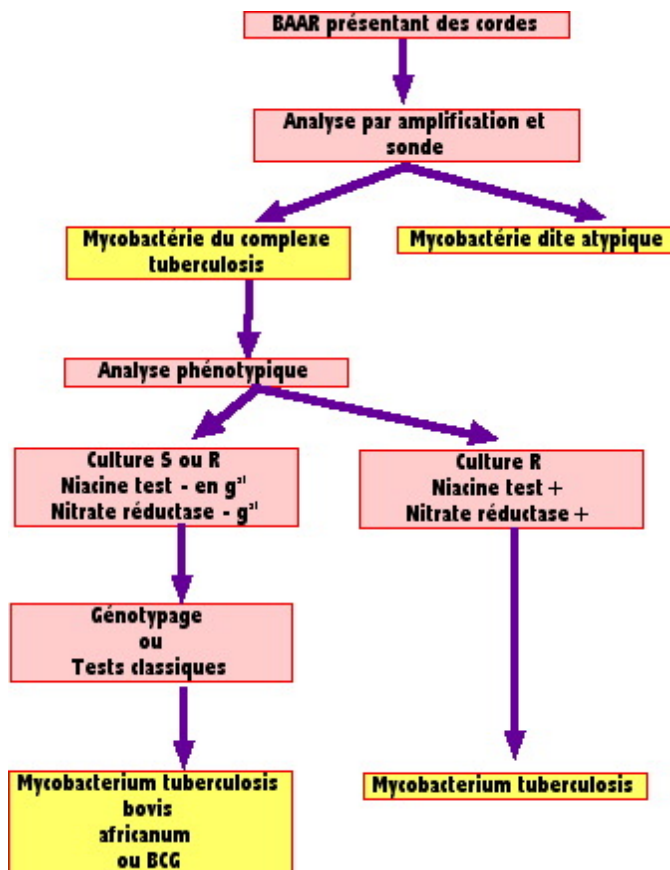 BAAR présentant des cordes
Analyse par amplification et
sonde
Mycobactérie du complexe
tuberculosis
Mycobactérie dite atypique
Analyse phénotypique
Culture S ou R
Niacine test - en gᵃˡ
Nitrate réductase - gᵃˡ
Culture R
Niacine test +
Nitrate réductase +
Génotypage
ou
Tests classiques
Mycobacterium tuberculosis
bovis
africanum
ou BCG
Mycobacterium tuberculosis